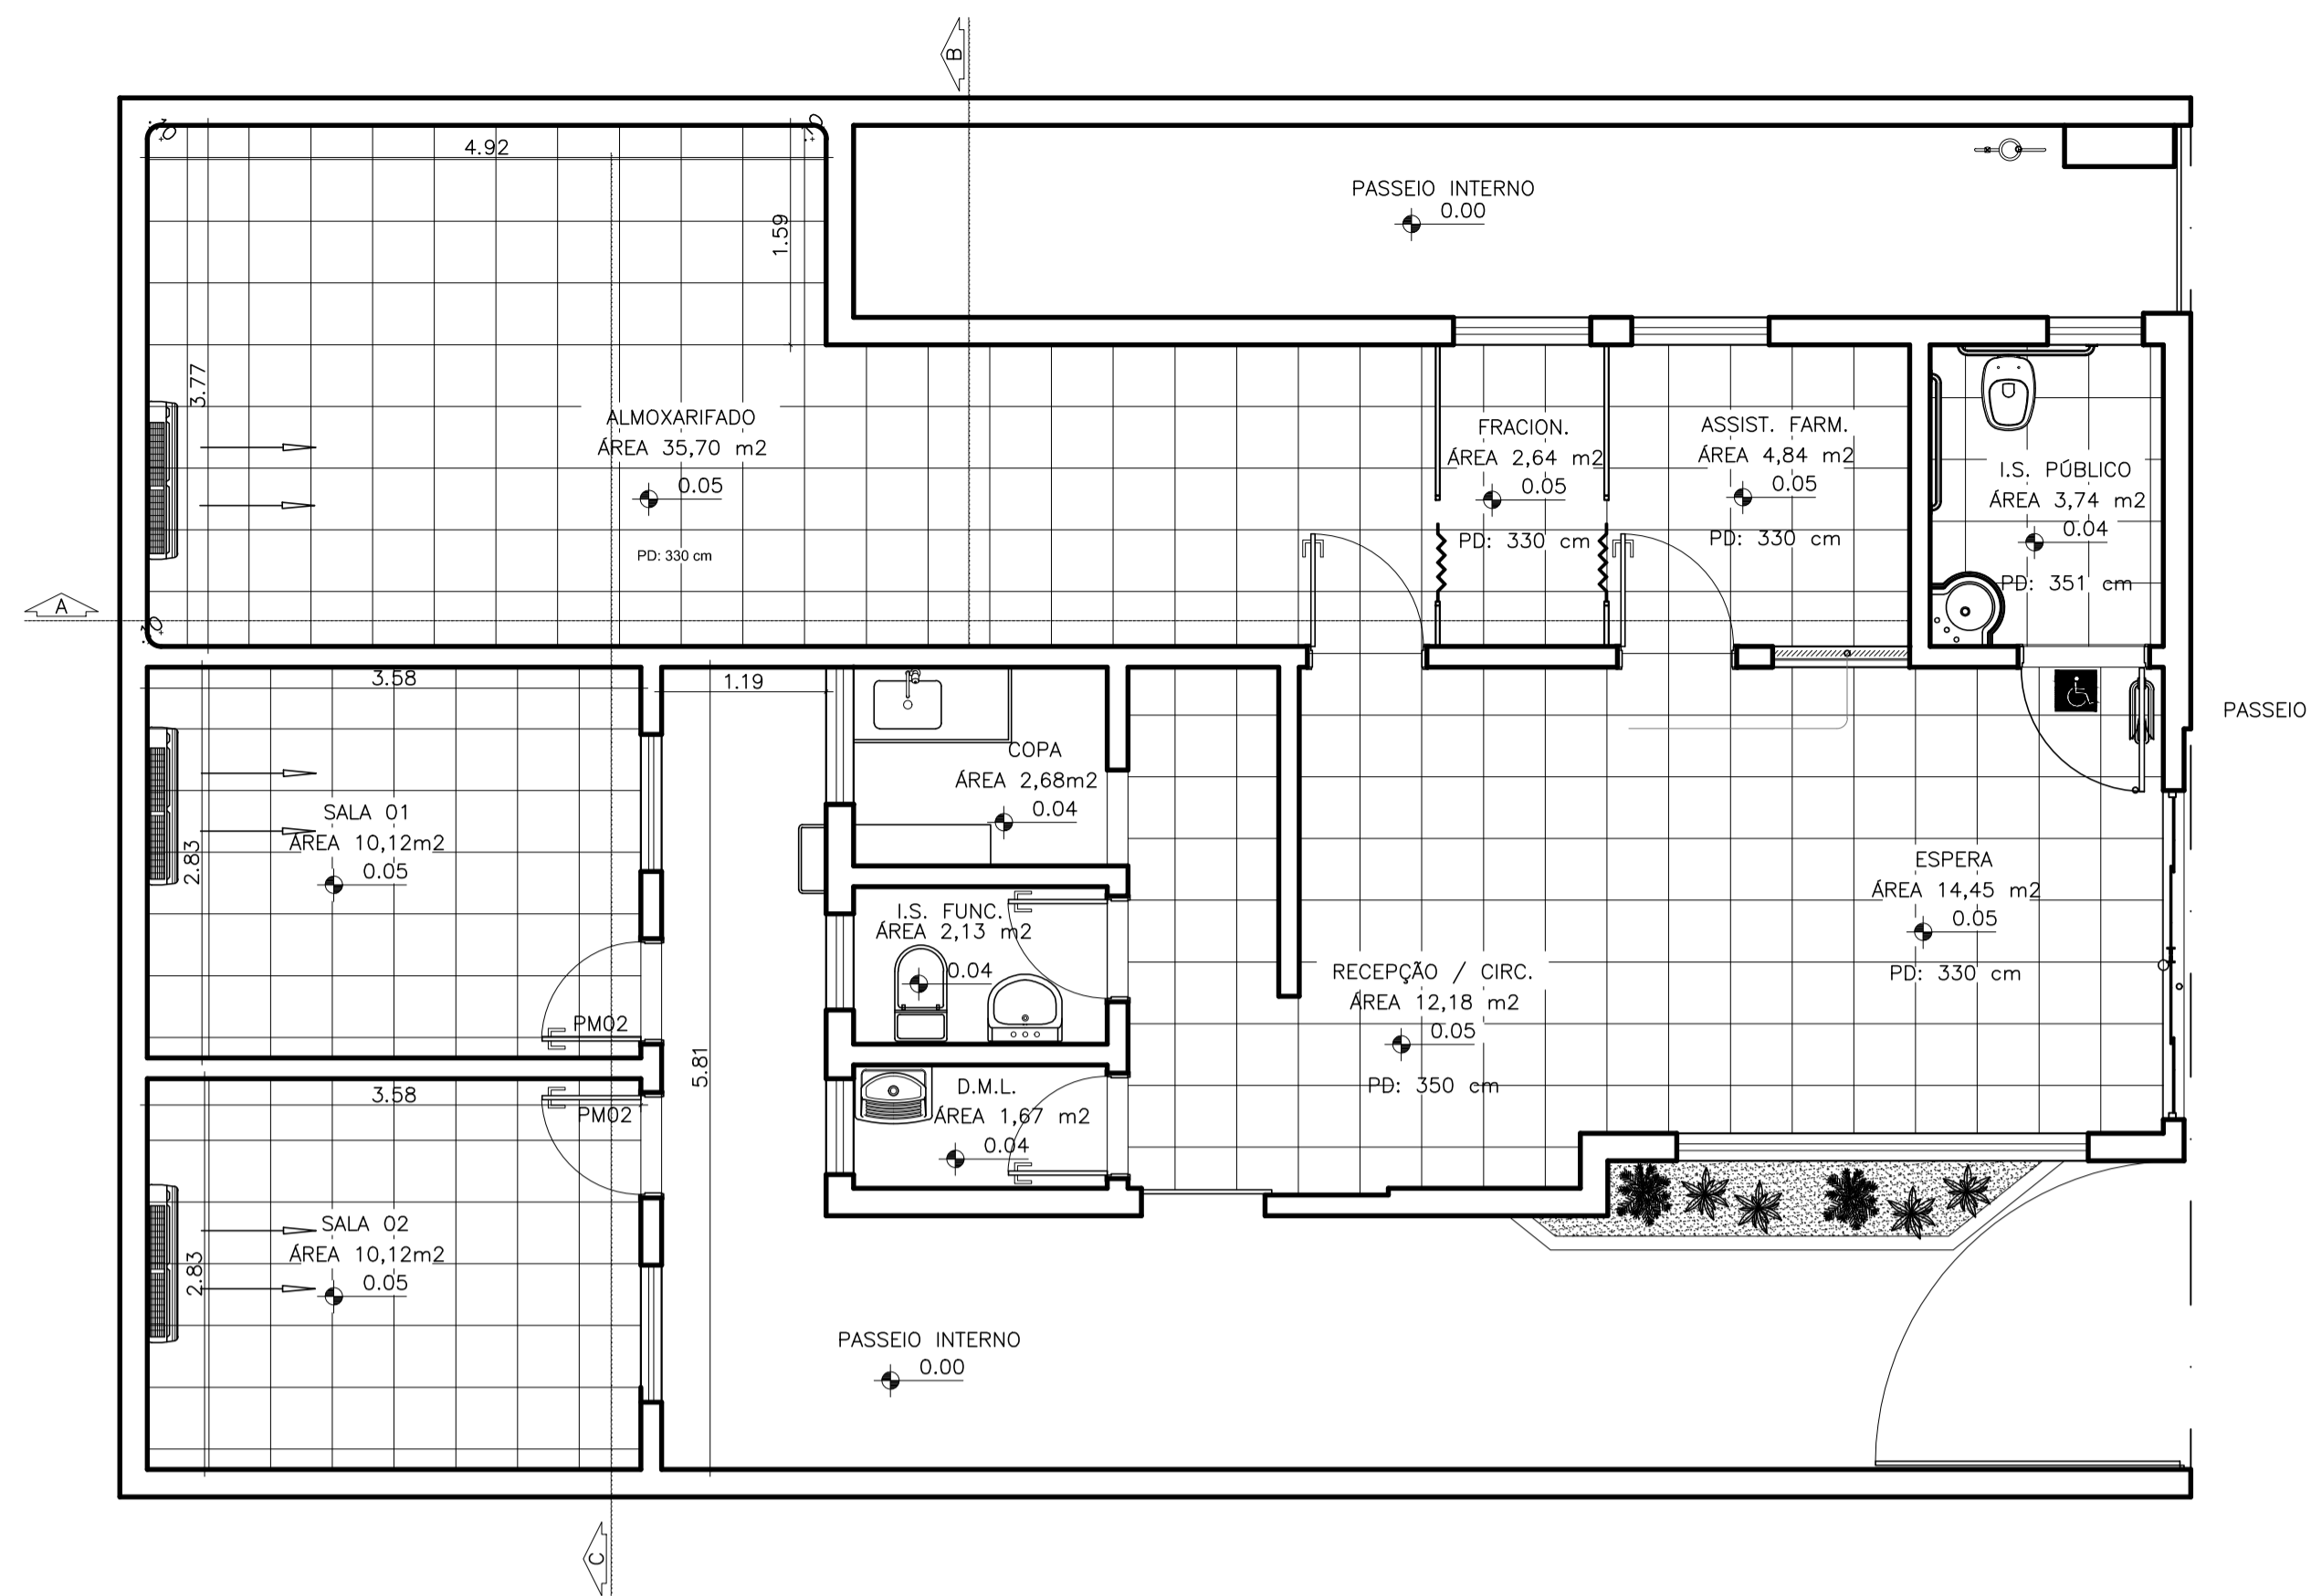 B
.10
.10
4.92
PASSEIO INTERNO
0.00
1.59
3.77
ALMOXARIFADO
ÁREA 35,70 m2
0.05
PD: 330 cm
FRACION.
ÁREA 2,64 m2
0.05
PD: 330 cm
ASSIST. FARM.
ÁREA 4,84 m2
0.05
PD: 330 cm
I.S. PÚBLICO
ÁREA 3,74 m2
0.04
PD: 351 cm
A
.10
3.58
1.19
PASSEIO
COPA
ÁREA 2,68m2
0.04
SALA 01
ÁREA 10,12m2
0.05
2.83
ESPERA
ÁREA 14,45 m2
0.05
PD: 330 cm
I.S. FUNC.
ÁREA 2,13 m2
0.04
RECEPÇÃO / CIRC.
ÁREA 12,18 m2
0.05
PD: 350 cm
PM02
5.81
3.58
PM02
D.M.L.
ÁREA 1,67 m2
0.04
SALA 02
ÁREA 10,12m2
0.05
2.83
PASSEIO INTERNO
0.00
C